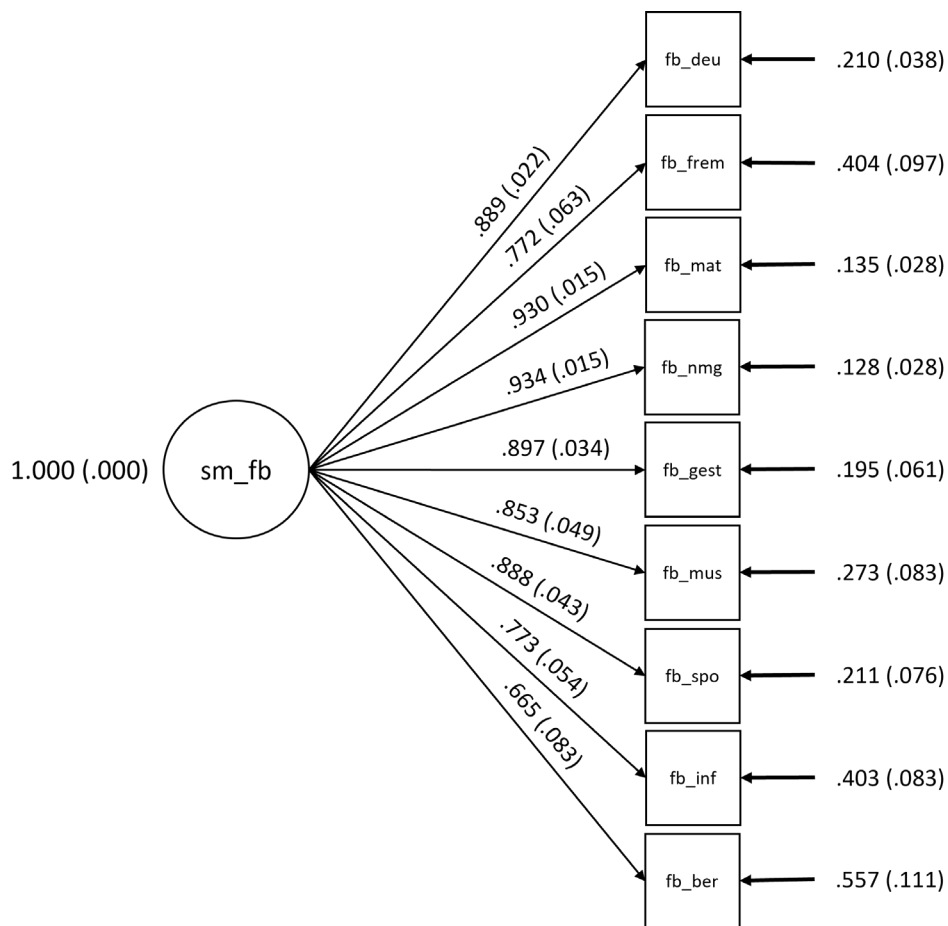 fb_deu
.210 (.038)
.889 (.022)
fb_frem
.404 (.097)
.772 (.063)
fb_mat
.135 (.028)
.930 (.015)
fb_nmg
.128 (.028)
.934 (.015)
1.000 (.000)
sm_fb
.897 (.034)
fb_gest
.195 (.061)
.853 (.049)
fb_mus
.273 (.083)
.888 (.043)
fb_spo
.211 (.076)
.773 (.054)
fb_inf
.403 (.083)
.665 (.083)
fb_ber
.557 (.111)